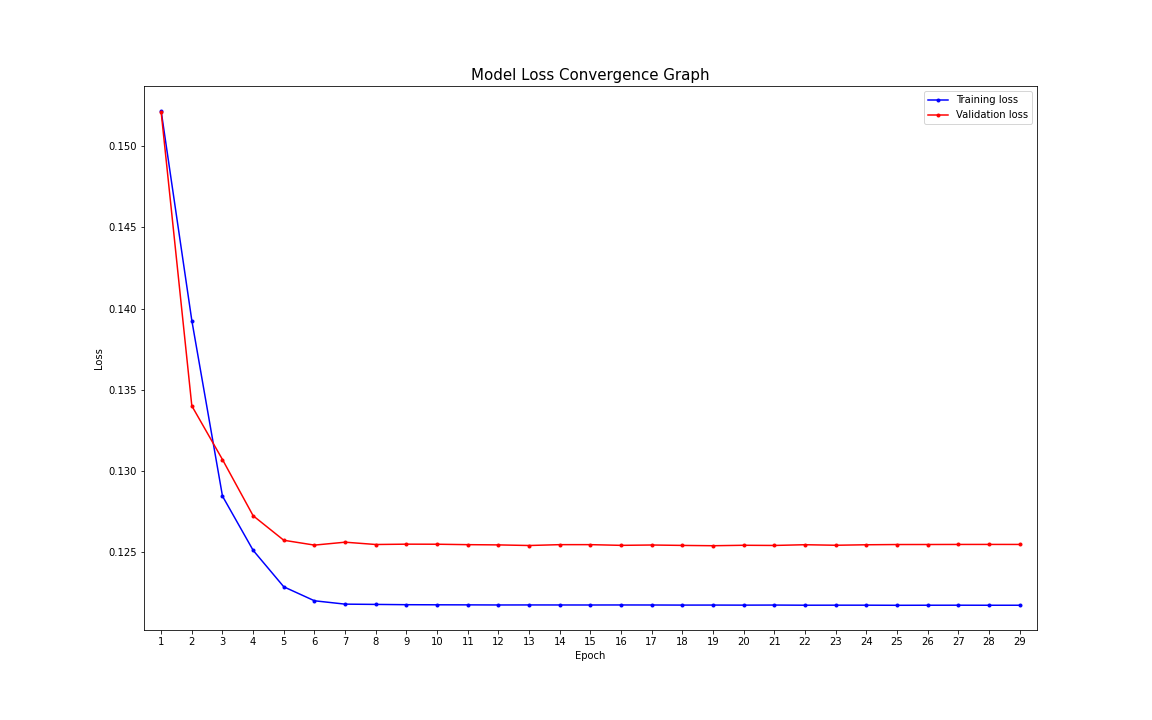 Model Loss Convergence Graph
Training loss
Validation loss
0.150
0.145
0.140
0.135
0.130
0.125
Loss
1 2 3 4 5 6 7 8 9 10 11 12 13 14 15 16 17 18 19 20 21 22 23 24 25 26 27 28 29
Epoch